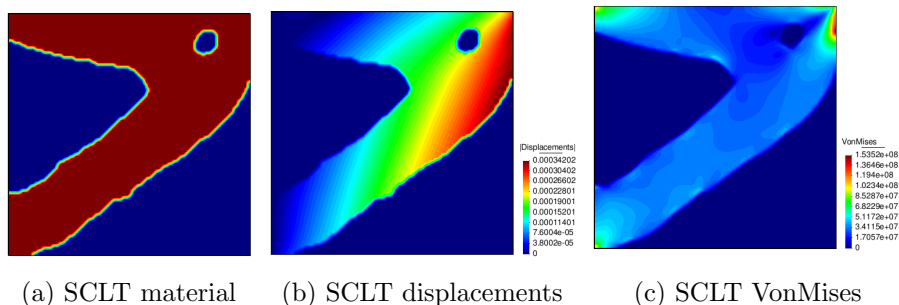 |Displacements|
0.00034202
0.00030402
0.00026602
0.00022801
0.00019001
0.00015201
0.00011401
7.6004e-05
3.8002e-05
0
VonMises
1.5352e+08
1.3646e+08
1.194e+08
1.0234e+08
8.5287e+07
6.8229e+07
5.1172e+07
3.4115e+07
1.7057e+07
0
(a) SCLT material
(b) SCLT displacements
(c) SCLT VonMises